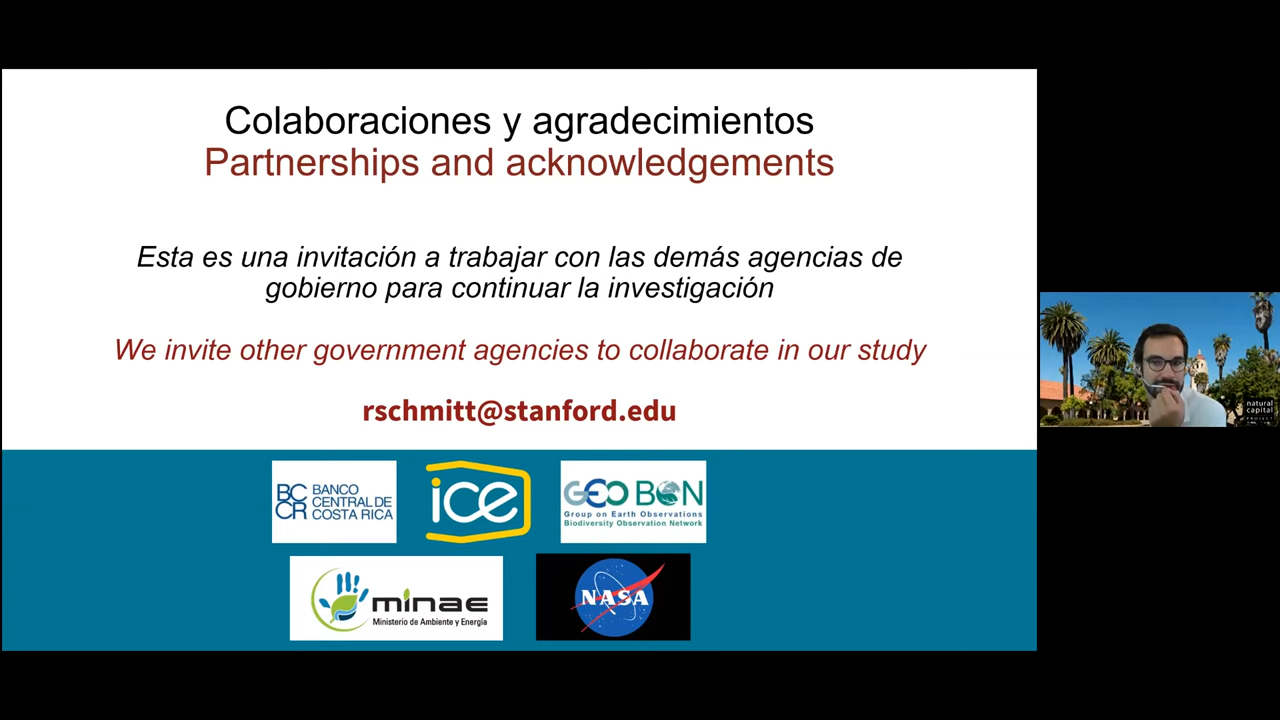 Colaboraciones y agradecimientos
Partnerships and acknowledgements
Esta es una invitación a trabajar con las demás agencias de
gobierno para continuar la investigación
We invite other government agencies to collaborate in our study
rschmitt@stanford.edu
BC
CR
BANCO
CENTRAL DE
COSTA RICA
ice
GEO BON
Group on Earth Observations
Biodiversity Observation Network
minae
Ministerio de Ambiente y Energía
NASA
natural
capital
PROJECT